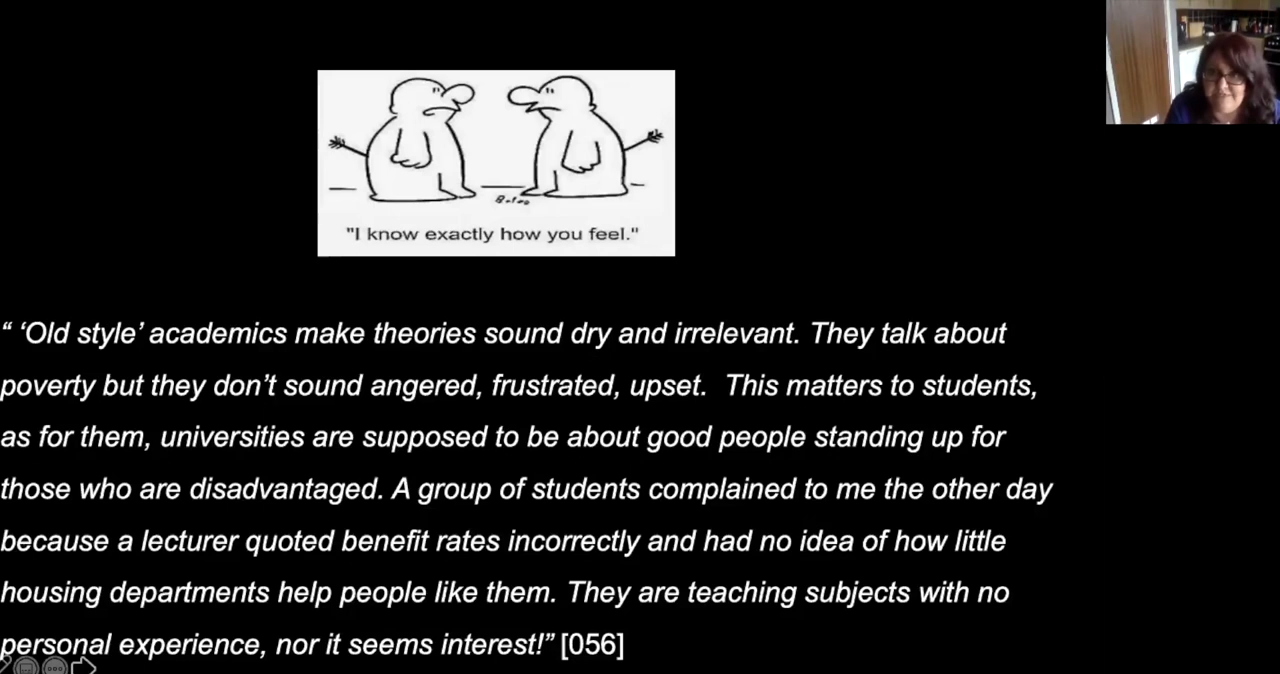 "I know exactly how you feel."
“ ‘Old style’ academics make theories sound dry and irrelevant. They talk about
poverty but they don’t sound angered, frustrated, upset.  This matters to students,
as for them, universities are supposed to be about good people standing up for
those who are disadvantaged. A group of students complained to me the other day
because a lecturer quoted benefit rates incorrectly and had no idea of how little
housing departments help people like them. They are teaching subjects with no
personal experience, nor it seems interest!” [056]